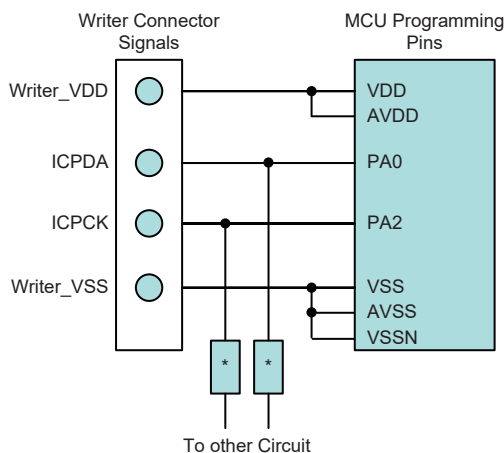 Writer Connector
Signals
MCU Programming
Pins
Writer_VDD
VDD
AVDD
ICPDA
PA0
ICPCK
PA2
Writer_VSS
VSS
AVSS
VSSN
* *
To other Circuit